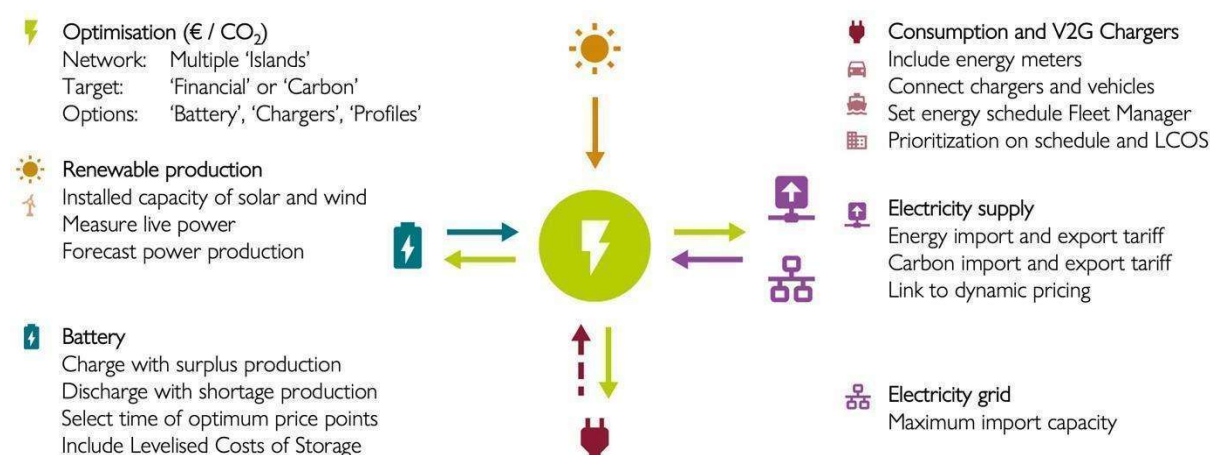 Optimisation (€ / CO₂)
Network: Multiple ‘Islands’
Target: ‘Financial’ or ‘Carbon’
Options: ‘Battery’, ‘Chargers’, ‘Profiles’
Renewable production
Installed capacity of solar and wind
Measure live power
Forecast power production
Battery
Charge with surplus production
Discharge with shortage production
Select time of optimum price points
Include Levelised Costs of Storage
Consumption and V2G Chargers
Include energy meters
Connect chargers and vehicles
Set energy schedule Fleet Manager
Prioritization on schedule and LCOS
Electricity supply
Energy import and export tariff
Carbon import and export tariff
Link to dynamic pricing
Electricity grid
Maximum import capacity